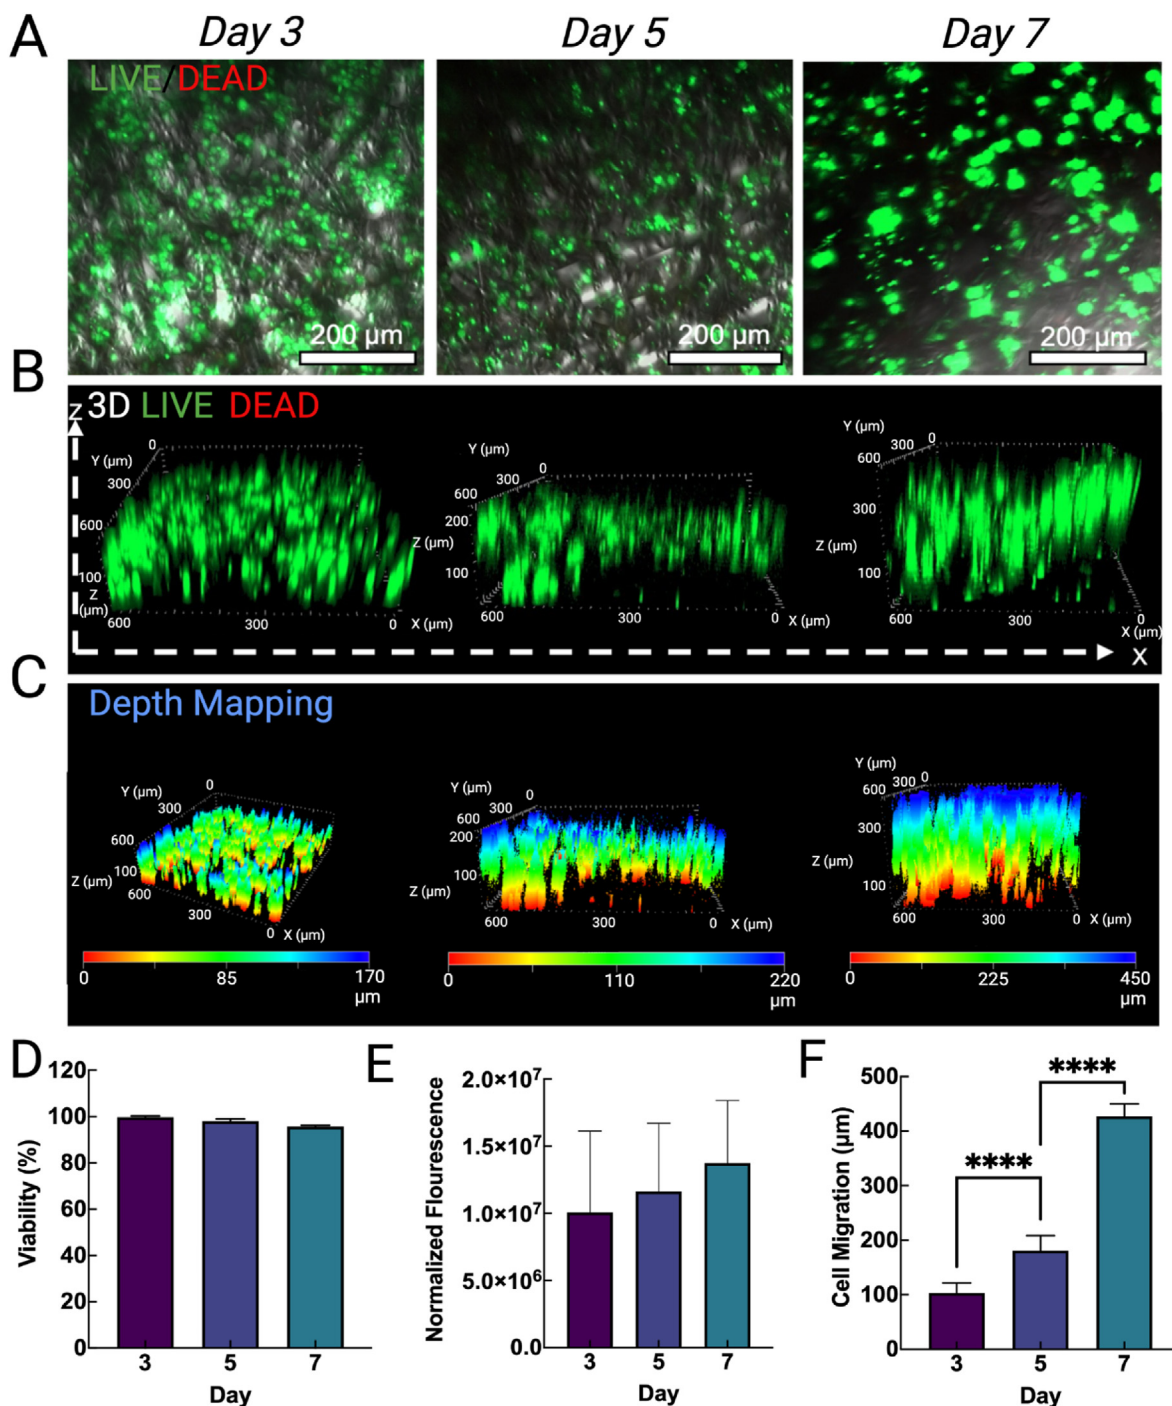 A
Day 3
Day 5
Day 7
LIVE/DEAD
200 µm
200 µm
200 µm
B
Z
3D LIVE DEAD
0
Y (µm)
300
600
100
Z
(µm)
600
300
0
X (µm)
Y (µm)
0
600
200
Z (µm)
100
600
300
0
X (µm)
Y (µm)
300
0
600
300
Z (µm)
100
600
300
0
X (µm)
X
C
Depth Mapping
Y (µm)
0
300
600
100
Z (µm)
600
300
0
X (µm)
0
85
170
µm
Y (µm)
300
0
600
200
Z (µm)
100
600
300
0
X (µm)
0
110
220
µm
Y (µm)
600
300
0
300
Z (µm)
100
600
300
0
X (µm)
0
225
450
µm
D
Viability (%)
120
100
80
60
40
20
0
3
5
7
Day
E
Normalized Flourescence
2.0×10⁷
1.5×10⁷
1.0×10⁷
5.0×10⁶
0.0
3
5
7
Day
F
Cell Migration (µm)
500
400
300
200
100
0
****
****
3
5
7
Day